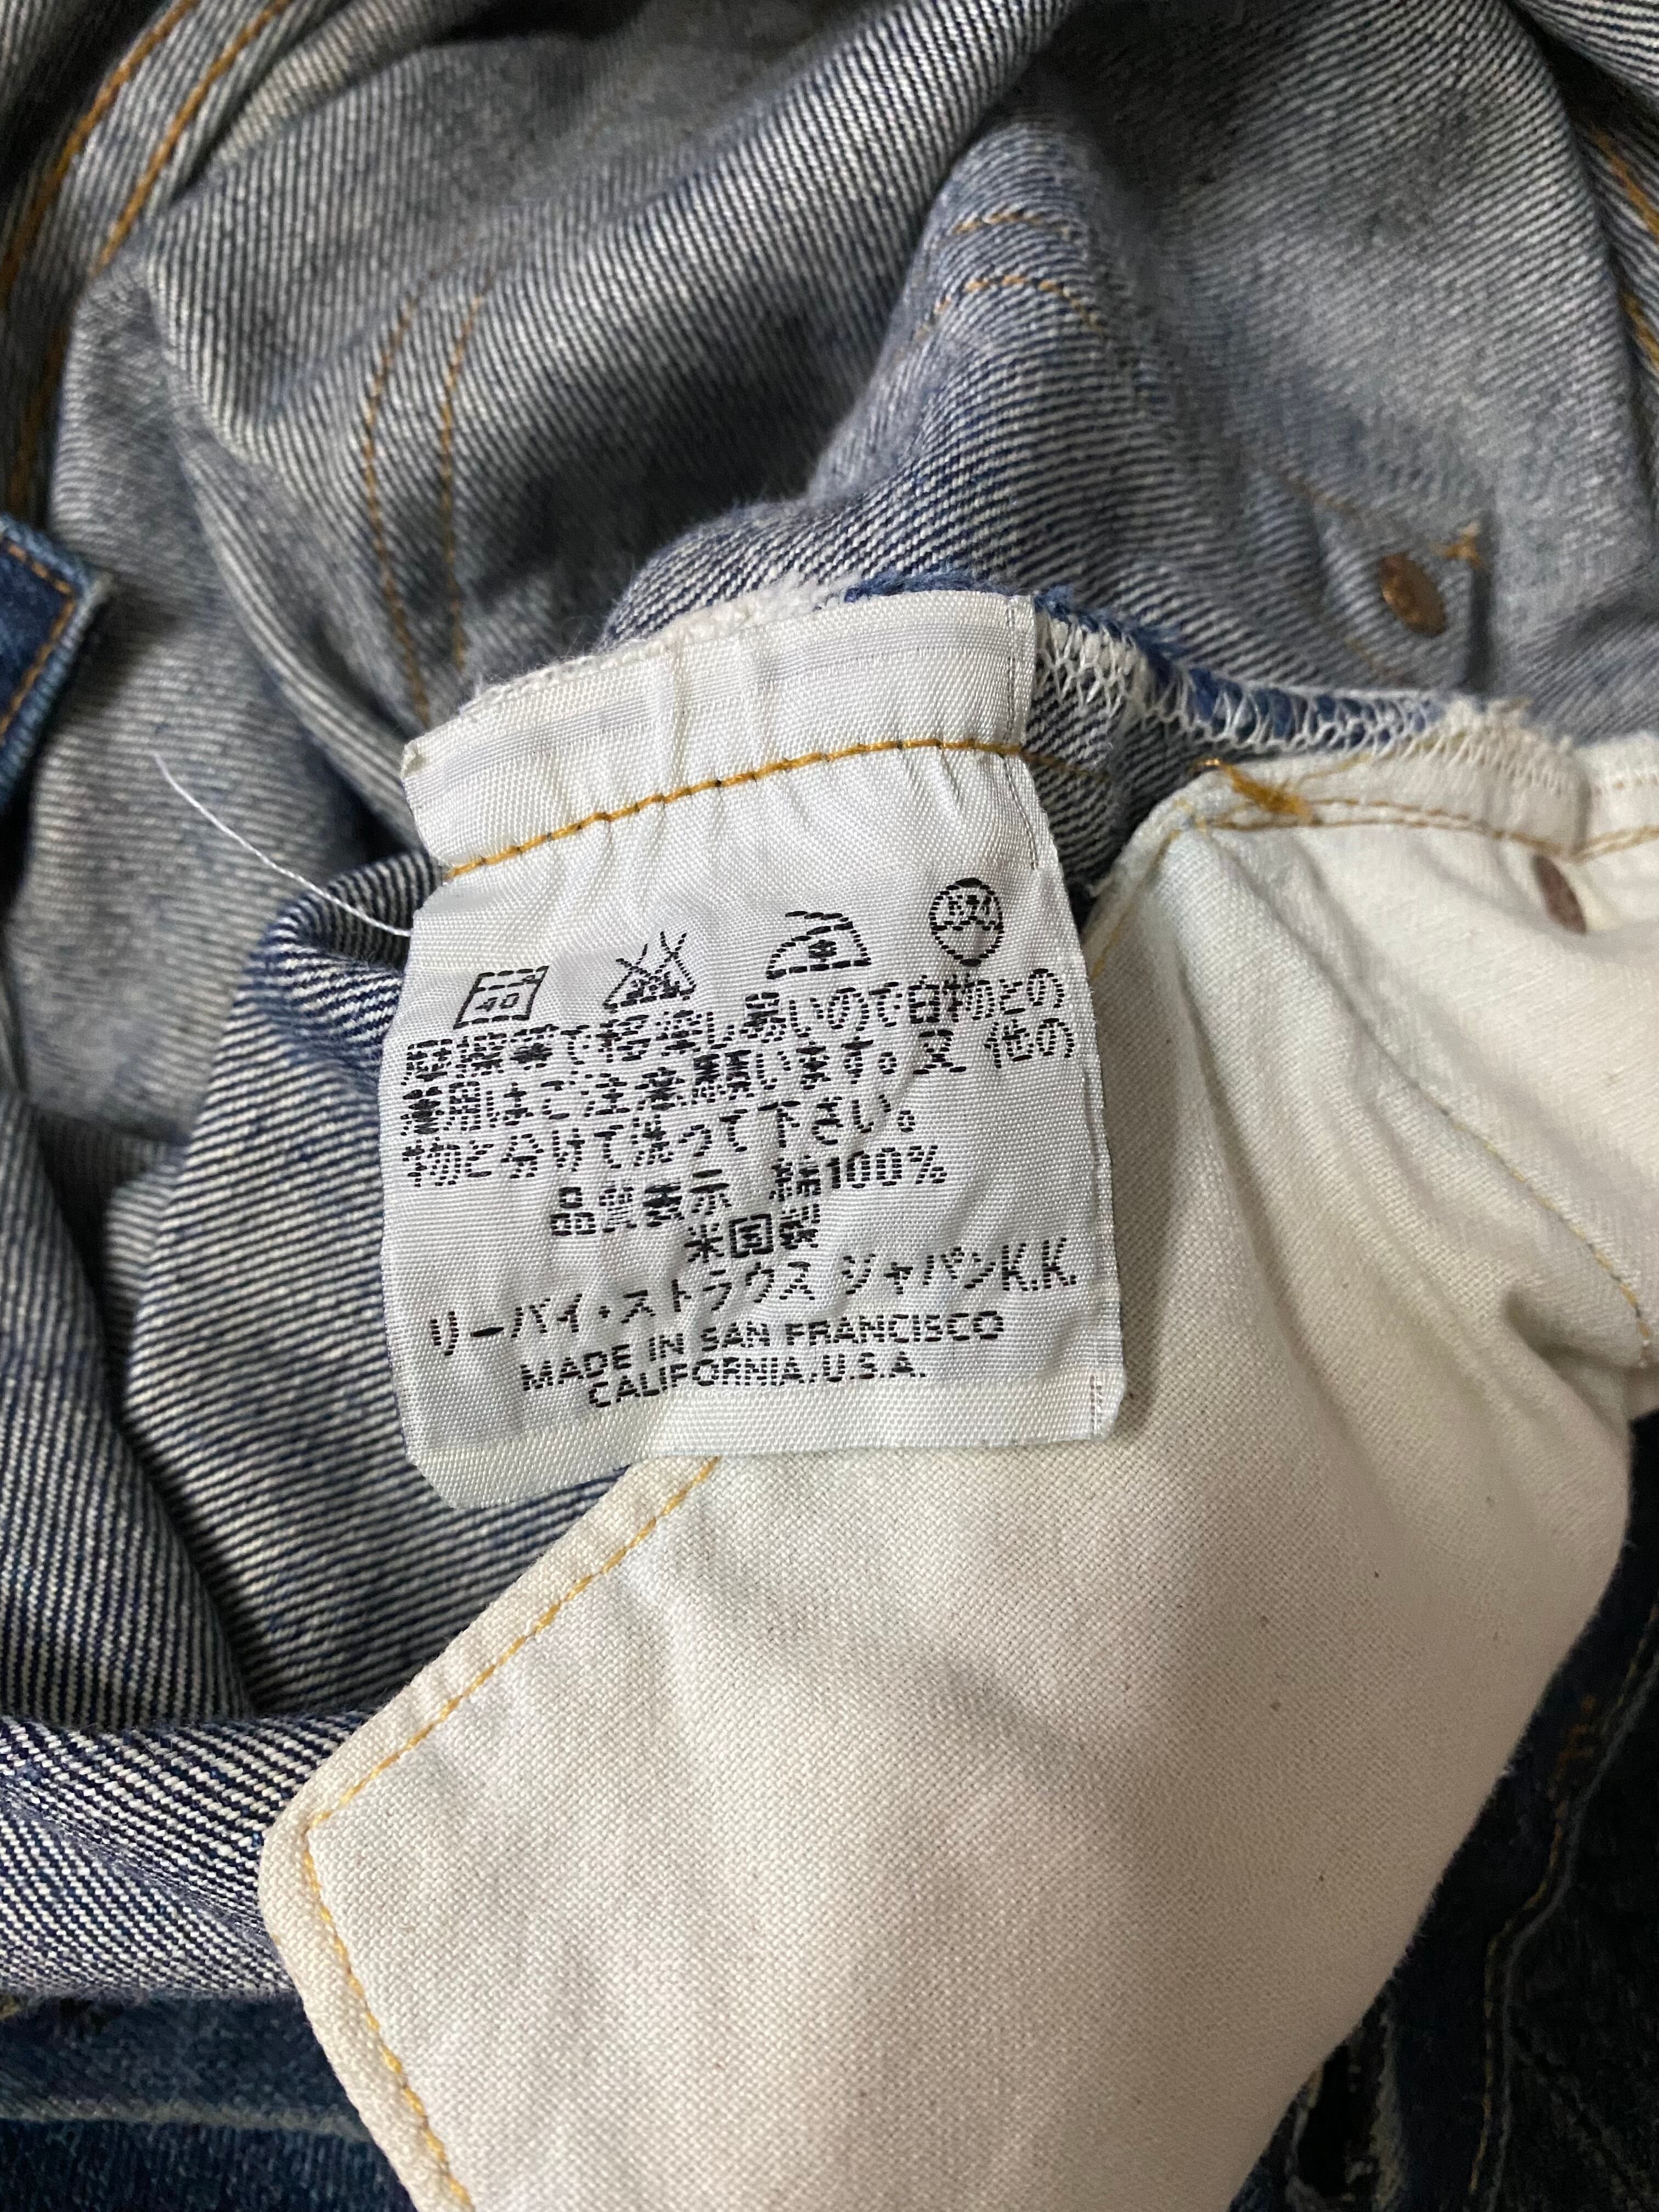 40
摩擦等で移染し易いので白物との
着用はご注意願います。又 他の
物と分けて洗って下さい。
品質表示 綿100%
米国製
リーバイ・ストラウス ジャパンK.K.
MADE IN SAN FRANCISCO
CALIFORNIA.U.S.A.